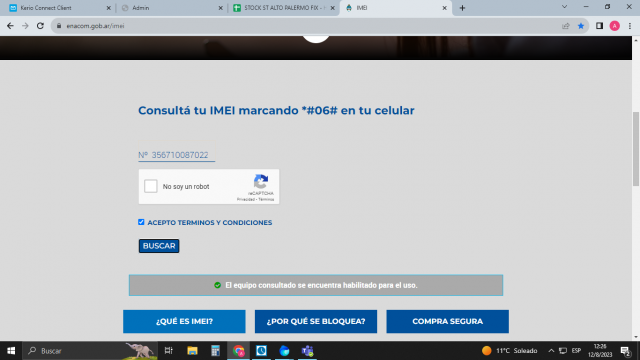 Kerio Connect Client
Admin
STOCK ST ALTO PALERMO FIX -
IMEI
enacom.gob.ar/imei
A
Consultá tu IMEI marcando *#06# en tu celular
Nº 356710087022
No soy un robot
reCAPTCHA
Privacidad - Términos
ACEPTO TERMINOS Y CONDICIONES
BUSCAR
El equipo consultado se encuentra habilitado para el uso.
¿QUÉ ES IMEI?
¿POR QUÉ SE BLOQUEA?
COMPRA SEGURA
Buscar
11°C Soleado
ESP
12:26
12/8/2023